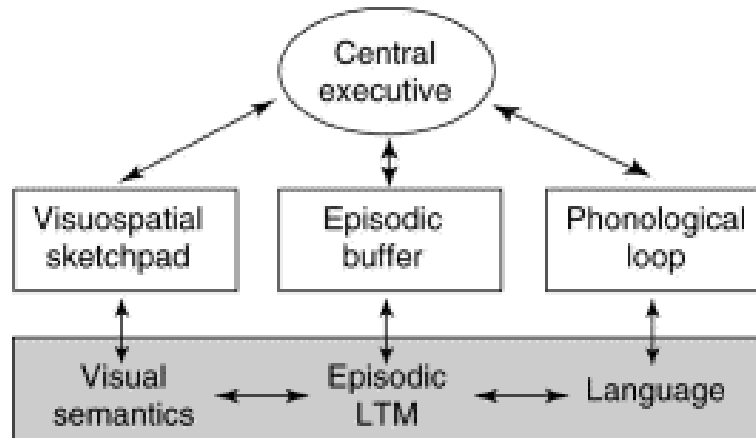 Central
executive
Visuospatial
sketchpad
Episodic
buffer
Phonological
loop
Visual
semantics
Episodic
LTM
Language